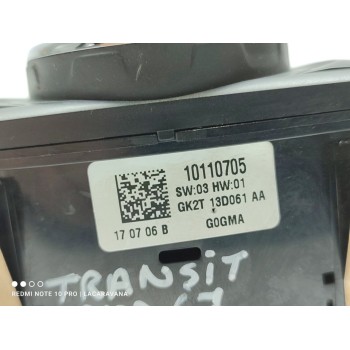 10110705
SW:03 HW:01
GK2T 13D061 AA
17 07 06 B G0GMA
TRANSIT
REDMI NOTE 10 PRO | LACARAVANA